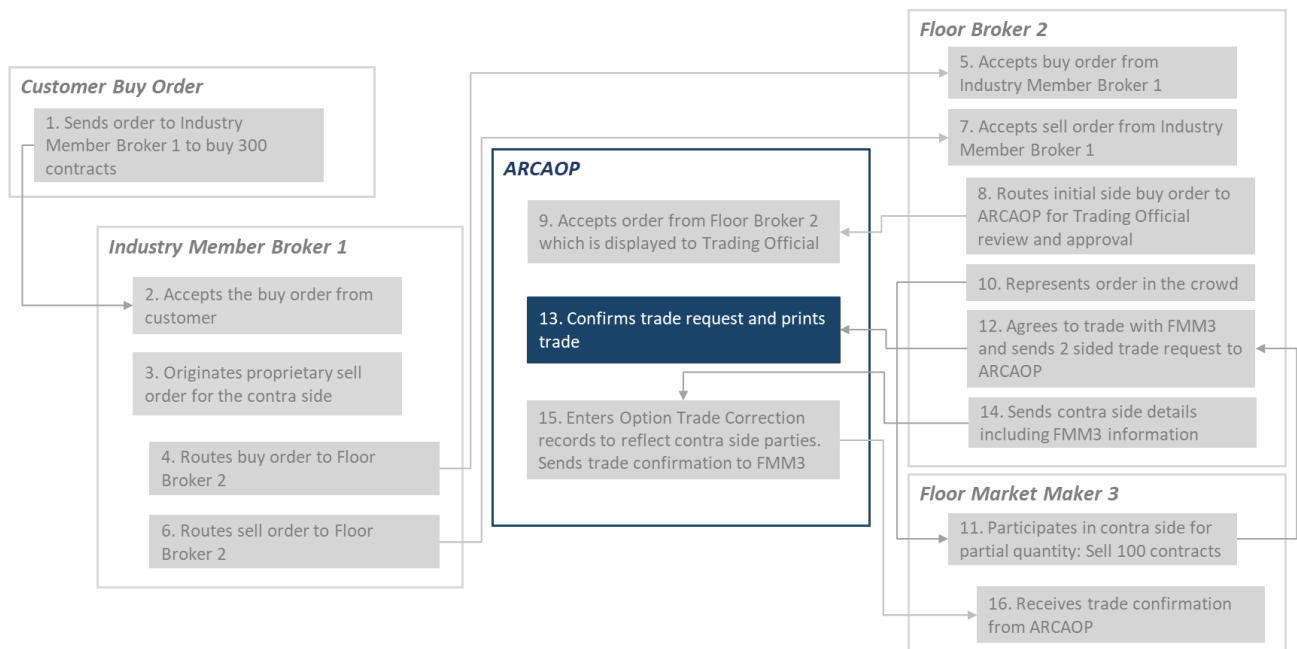 Customer Buy Order
1. Sends order to Industry
Member Broker 1 to buy 300
contracts
Industry Member Broker 1
2. Accepts the buy order from
customer
3. Originates proprietary sell
order for the contra side
4. Routes buy order to Floor
Broker 2
6. Routes sell order to Floor
Broker 2
ARCAOP
9. Accepts order from Floor Broker 2
which is displayed to Trading Official
13. Confirms trade request and prints
trade
15. Enters Option Trade Correction
records to reflect contra side parties.
Sends trade confirmation to FMM3
Floor Broker 2
5. Accepts buy order from
Industry Member Broker 1
7. Accepts sell order from Industry
Member Broker 1
8. Routes initial side buy order to
ARCAOP for Trading Official
review and approval
10. Represents order in the crowd
12. Agrees to trade with FMM3
and sends 2 sided trade request to
ARCAOP
14. Sends contra side details
including FMM3 information
Floor Market Maker 3
11. Participates in contra side for
partial quantity: Sell 100 contracts
16. Receives trade confirmation
from ARCAOP